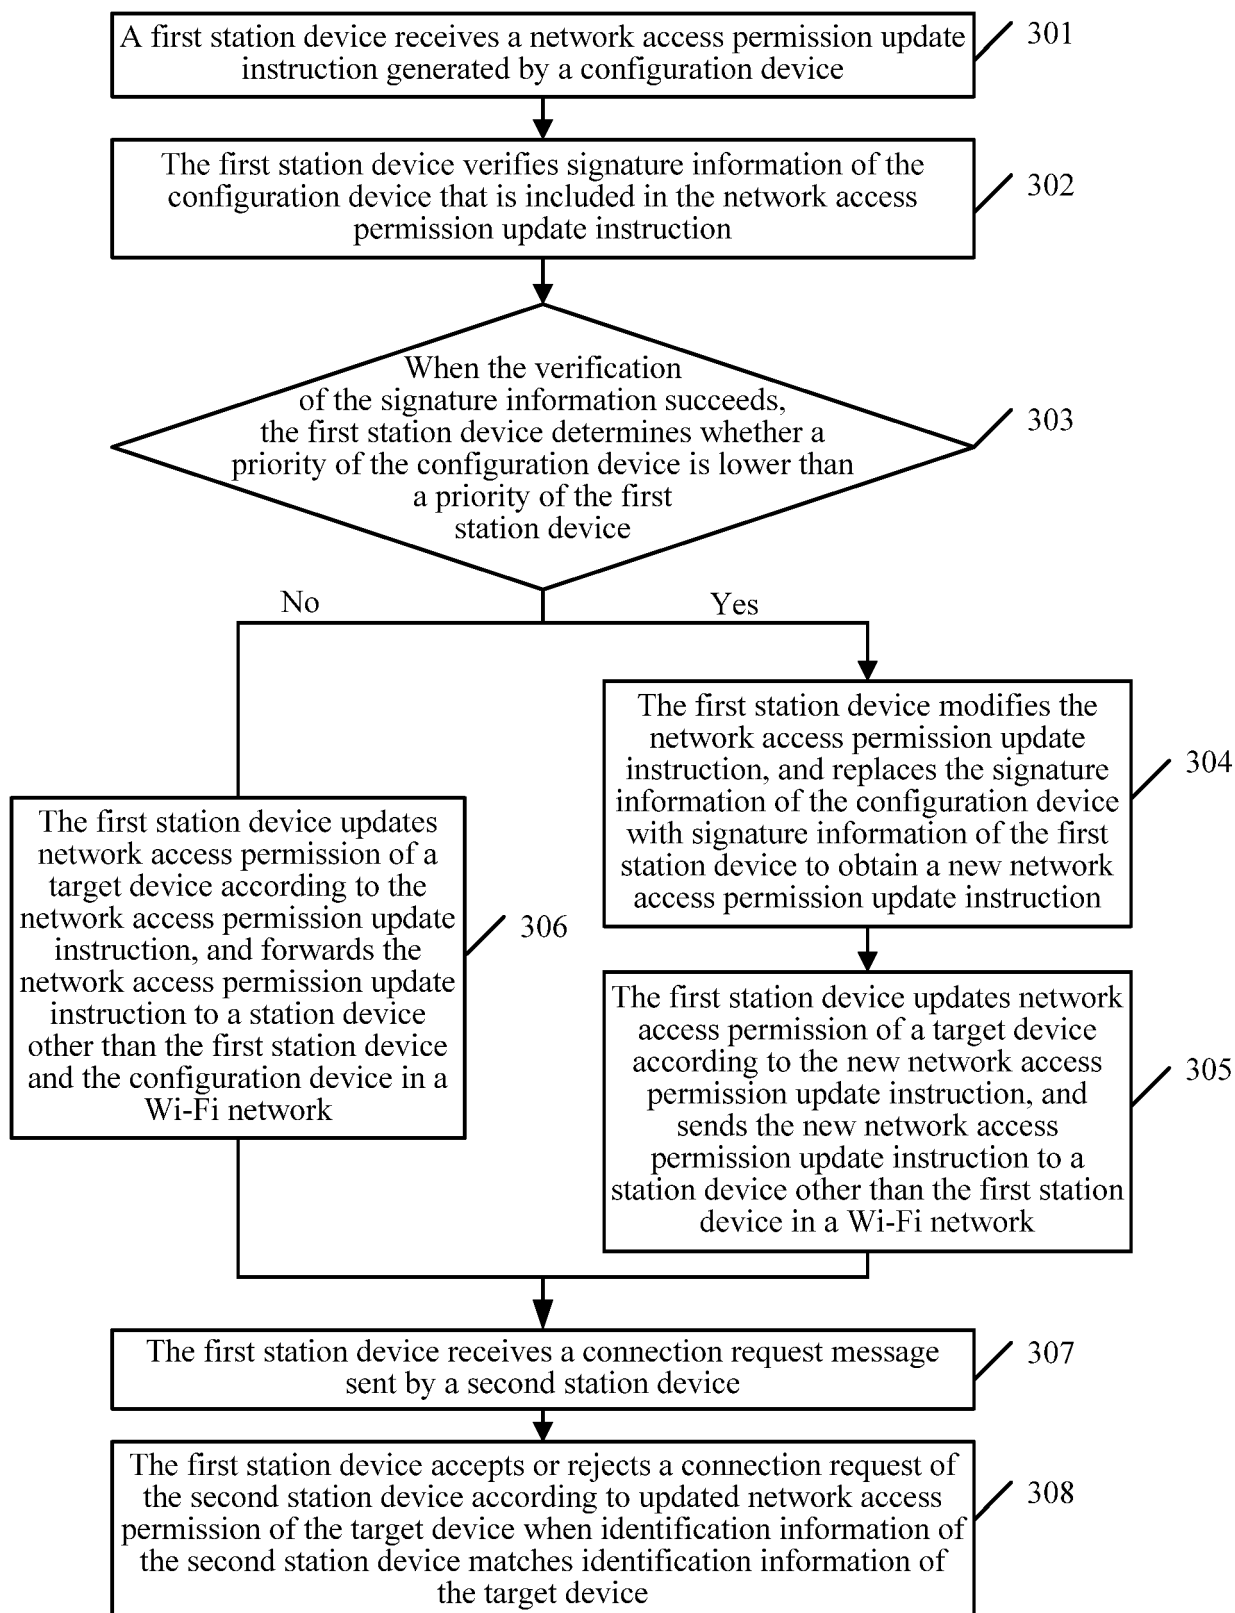 A first station device receives a network access permission update
instruction generated by a configuration device
301
The first station device verifies signature information of the
configuration device that is included in the network access
permission update instruction
302
When the verification
of the signature information succeeds,
the first station device determines whether a
priority of the configuration device is lower than
a priority of the first
station device
303
No
Yes
The first station device modifies the
network access permission update
instruction, and replaces the signature
information of the configuration device
with signature information of the first
station device to obtain a new network
access permission update instruction
304
The first station device updates
network access permission of a
target device according to the
network access permission update
instruction, and forwards the
network access permission update
instruction to a station device
other than the first station device
and the configuration device in a
Wi-Fi network
306
The first station device updates network
access permission of a target device
according to the new network access
permission update instruction, and
sends the new network access
permission update instruction to a
station device other than the first station
device in a Wi-Fi network
305
The first station device receives a connection request message
sent by a second station device
307
The first station device accepts or rejects a connection request of
the second station device according to updated network access
permission of the target device when identification information of
the second station device matches identification information of
the target device
308